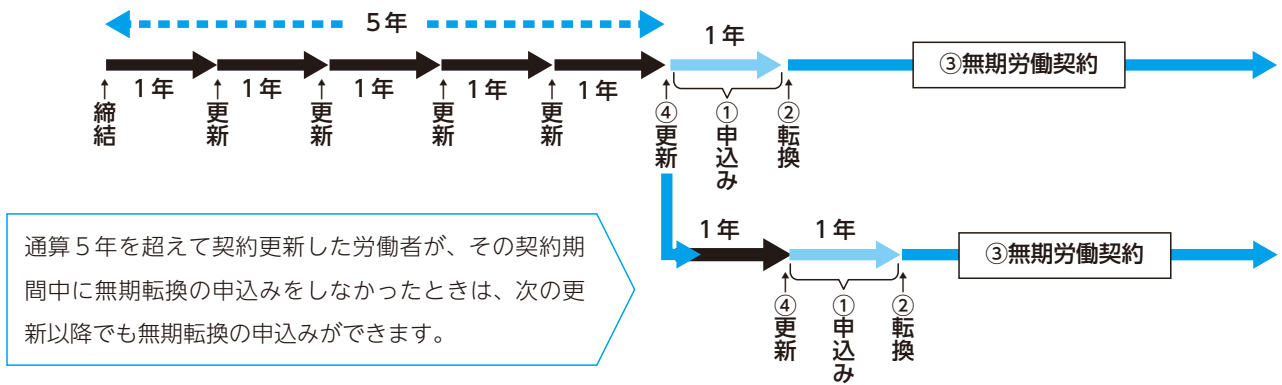 5年
1年
③無期労働契約
1年
1年
1年
1年
1年
↑締結
↑更新
↑更新
↑更新
↑更新
↑④更新
①申込み
↑②転換
1年
1年
③無期労働契約
↑④更新
①申込み
↑②転換
通算5年を超えて契約更新した労働者が、その契約期
間中に無期転換の申込みをしなかったときは、次の更
新以降でも無期転換の申込みができます。